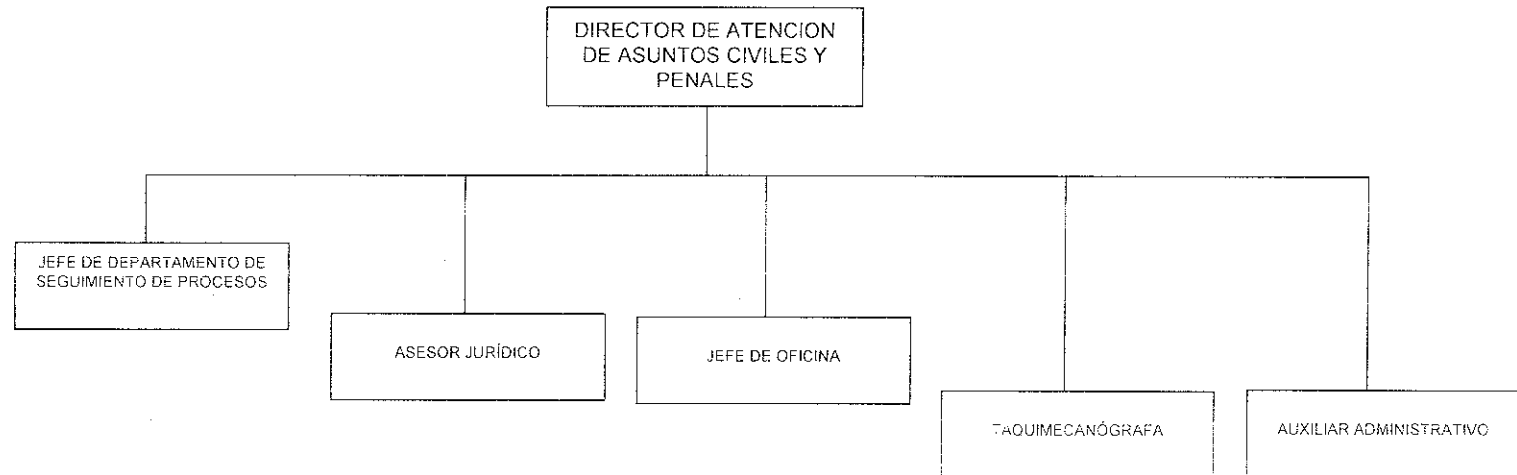 DIRECTOR DE ATENCION
DE ASUNTOS CIVILES Y
PENALES
JEFE DE DEPARTAMENTO DE
SEGUIMIENTO DE PROCESOS
ASESOR JURÍDICO
JEFE DE OFICINA
TAQUIMECANÓGRAFA
AUXILIAR ADMINISTRATIVO